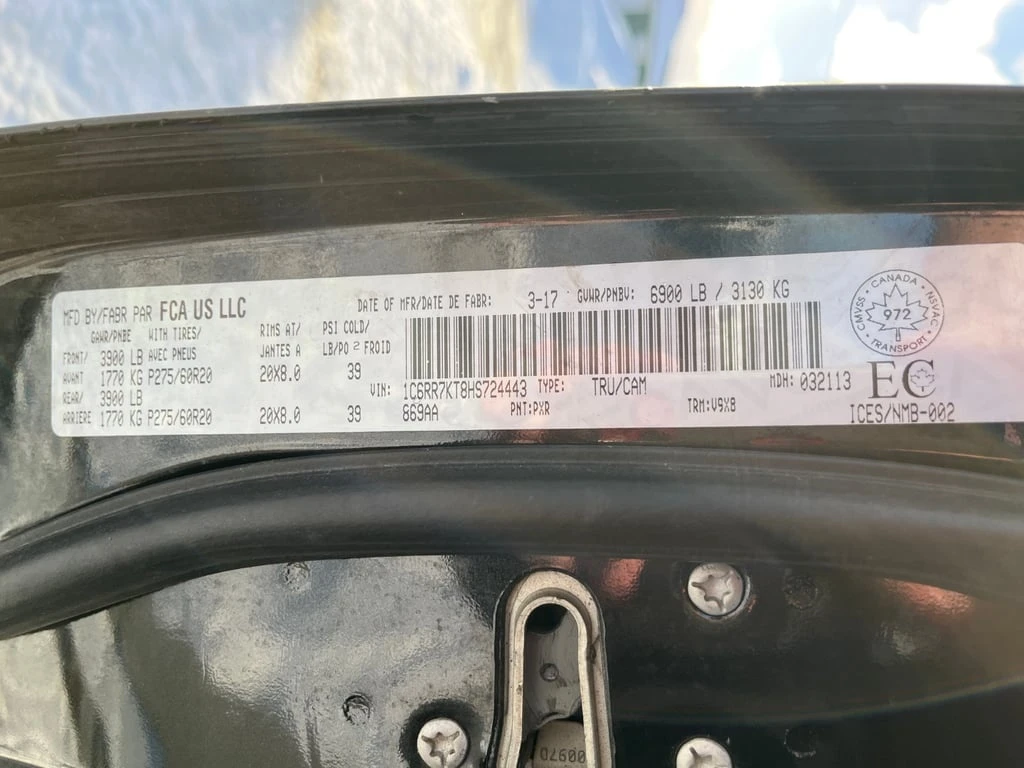 MFD BY/FABR PAR FCA US LLC DATE OF MFR/DATE DE FABR: 3-17 GVWR/PNBV: 6900 LB / 3130 KG
GAWR/PNBE WITH TIRES/ RIMS AT/ PSI COLD/
FRONT/ 3900 LB AVEC PNEUS JANTES A LB/PO 2 FROID
AVANT 1770 KG P275/60R20 20X8.0 39
VIN: 1C6RR7KT8HS724443 TYPE: TRU/CAM MDH: 032113
REAR/ 3900 LB
ARRIERE 1770 KG P275/60R20 20X8.0 39 869AA PNT:PXR TRM:V9X8
CANADA
CMVSS 972 NSVAC
TRANSPORT
EC
ICES/NMB-002
00970